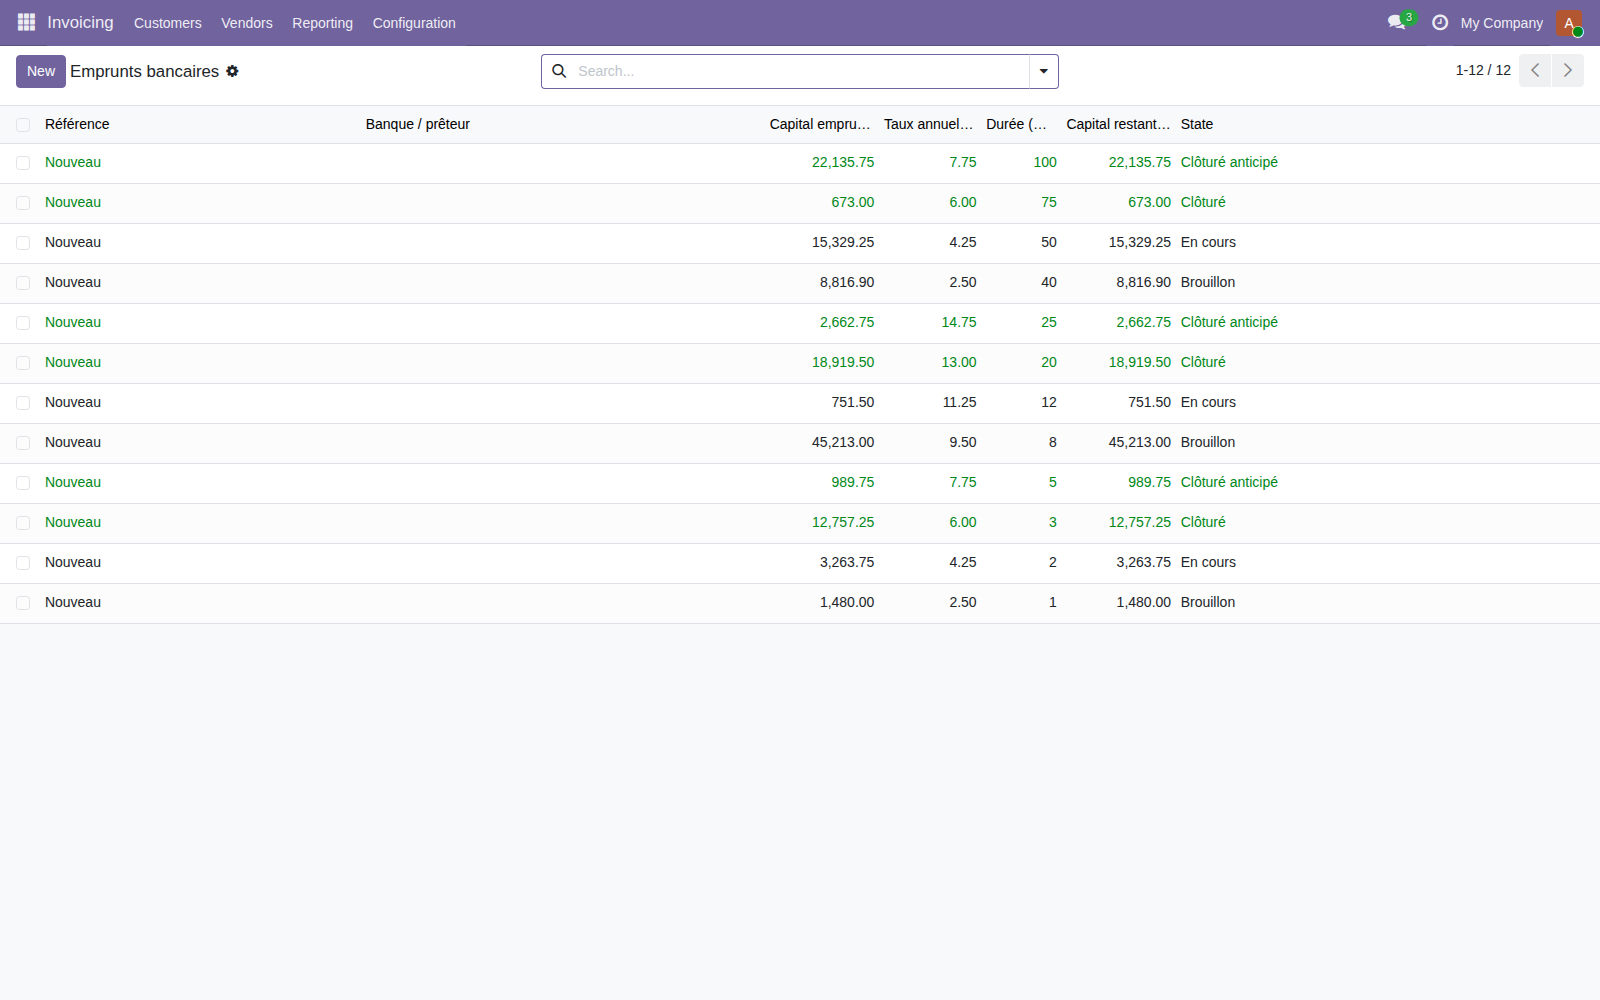 Invoicing Customers Vendors Reporting Configuration 3 My Company A
New Emprunts bancaires Search... 1-12 / 12
Référence Banque / prêteur Capital empru… Taux annuel… Durée (… Capital restant… State
Nouveau 22,135.75 7.75 100 22,135.75 Clôturé anticipé
Nouveau 673.00 6.00 75 673.00 Clôturé
Nouveau 15,329.25 4.25 50 15,329.25 En cours
Nouveau 8,816.90 2.50 40 8,816.90 Brouillon
Nouveau 2,662.75 14.75 25 2,662.75 Clôturé anticipé
Nouveau 18,919.50 13.00 20 18,919.50 Clôturé
Nouveau 751.50 11.25 12 751.50 En cours
Nouveau 45,213.00 9.50 8 45,213.00 Brouillon
Nouveau 989.75 7.75 5 989.75 Clôturé anticipé
Nouveau 12,757.25 6.00 3 12,757.25 Clôturé
Nouveau 3,263.75 4.25 2 3,263.75 En cours
Nouveau 1,480.00 2.50 1 1,480.00 Brouillon